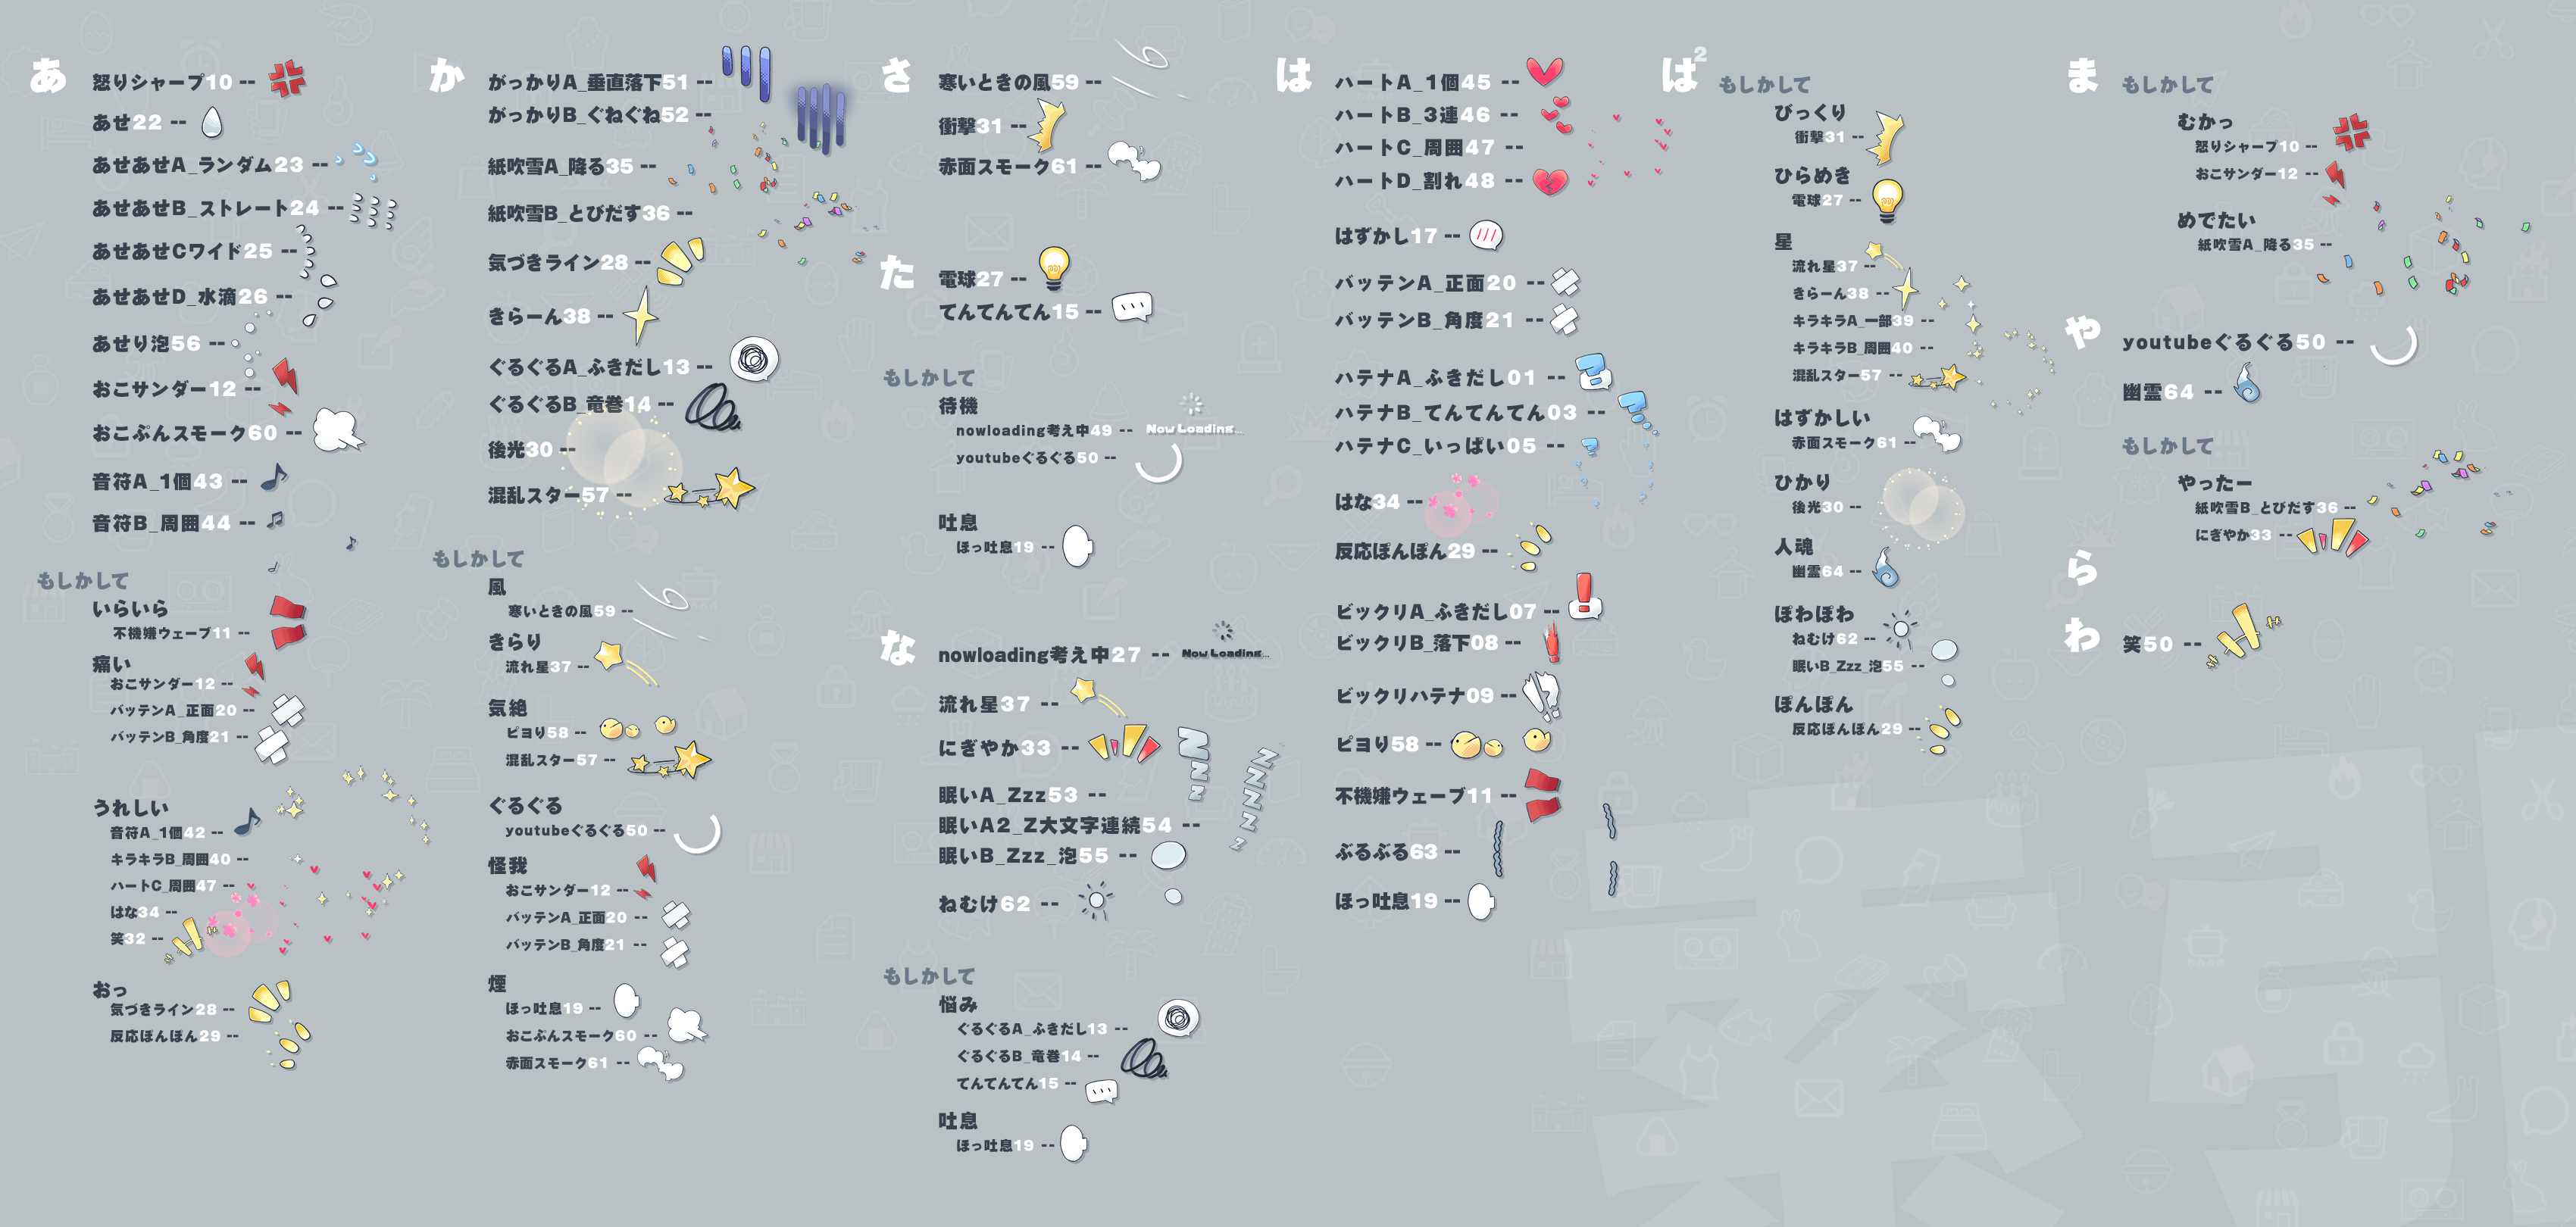 あ
怒りシャープ10 --
あせ22 --
あせあせA_ランダム23 --
あせあせB_ストレート24 --
あせあせCワイド25 --
あせあせD_水滴26 --
あせり泡56 --
おこサンダー12 --
おこぷんスモーク60 --
音符A_1個43 --
音符B_周囲44 --
もしかして
いらいら
不機嫌ウェーブ11 --
痛い
おこサンダー12 --
バッテンA_正面20 --
バッテンB_角度21 --
うれしい
音符A_1個42 --
キラキラB_周囲40 --
ハートC_周囲47 --
はな34 --
笑32 --
おっ
気づきライン28 --
反応ぽんぽん29 --
か
がっかりA_垂直落下51 --
がっかりB_ぐねぐね52 --
紙吹雪A_降る35 --
紙吹雪B_とびだす36 --
気づきライン28 --
きらーん38 --
ぐるぐるA_ふきだし13 --
ぐるぐるB_竜巻14 --
後光30 --
混乱スター57 --
もしかして
風
寒いときの風59 --
きらり
流れ星37 --
気絶
ピヨり58 --
混乱スター57 --
ぐるぐる
youtubeぐるぐる50 --
怪我
おこサンダー12 --
バッテンA_正面20 --
バッテンB_角度21 --
煙
ほっ吐息19 --
おこぷんスモーク60 --
赤面スモーク61 --
さ
寒いときの風59 --
衝撃31 --
赤面スモーク61 --
た
電球27 --
てんてんてん15 --
もしかして
待機
nowloading考え中49 -- Now Loading...
youtubeぐるぐる50 --
吐息
ほっ吐息19 --
な
nowloading考え中27 -- Now Loading...
流れ星37 --
にぎやか33 --
眠いA_Zzz53 --
眠いA2_Z大文字連続54 --
眠いB_Zzz_泡55 --
ねむけ62 --
もしかして
悩み
ぐるぐるA_ふきだし13 --
ぐるぐるB_竜巻14 --
てんてんてん15 --
吐息
ほっ吐息19 --
は
ハートA_1個45 --
ハートB_3連46 --
ハートC_周囲47 --
ハートD_割れ48 --
はずかし17 --
バッテンA_正面20 --
バッテンB_角度21 --
ハテナA_ふきだし01 --
ハテナB_てんてんてん03 --
ハテナC_いっぱい05 --
はな34 --
反応ぽんぽん29 --
ビックリA_ふきだし07 --
ビックリB_落下08 --
ビックリハテナ09 --
ピヨり58 --
不機嫌ウェーブ11 --
ぶるぶる63 --
ほっ吐息19 --
は2
もしかして
びっくり
衝撃31 --
ひらめき
電球27 --
星
流れ星37 --
きらーん38 --
キラキラA_一部39 --
キラキラB_周囲40 --
混乱スター57 --
はずかしい
赤面スモーク61 --
ひかり
後光30 --
人魂
幽霊64 --
ぽわぽわ
ねむけ62 --
眠いB_Zzz_泡55 --
ぽんぽん
反応ぽんぽん29 --
ま
もしかして
むかっ
怒りシャープ10 --
おこサンダー12 --
めでたい
紙吹雪A_降る35 --
や
youtubeぐるぐる50 --
幽霊64 --
もしかして
やったー
紙吹雪B_とびだす36 --
にぎやか33 --
ら
わ
笑50 --